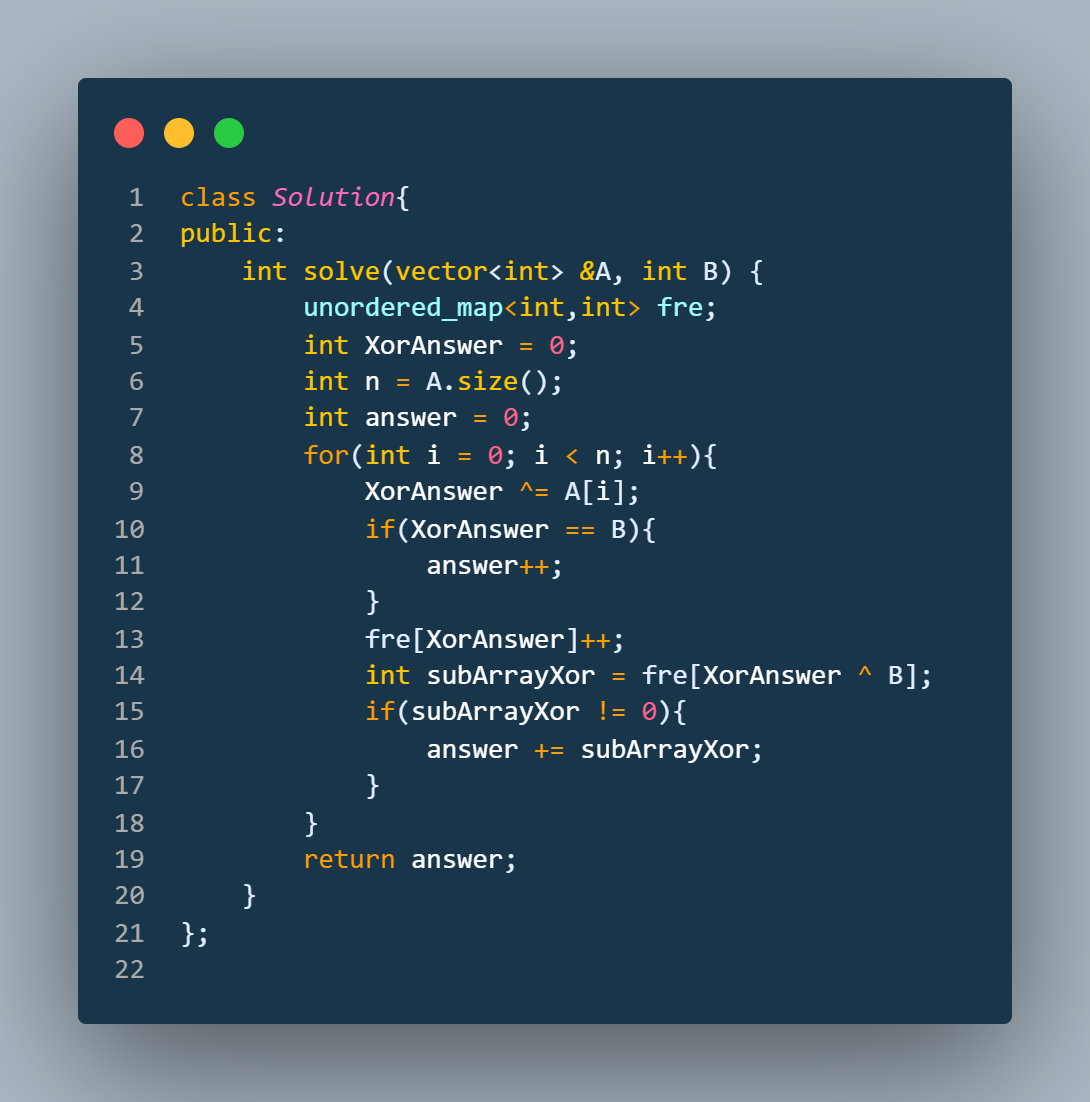 1 class Solution{
2 public:
3     int solve(vector<int> &A, int B) {
4         unordered_map<int,int> fre;
5         int XorAnswer = 0;
6         int n = A.size();
7         int answer = 0;
8         for(int i = 0; i < n; i++){
9             XorAnswer ^= A[i];
10             if(XorAnswer == B){
11                 answer++;
12             }
13             fre[XorAnswer]++;
14             int subArrayXor = fre[XorAnswer ^ B];
15             if(subArrayXor != 0){
16                 answer += subArrayXor;
17             }
18         }
19         return answer;
20     }
21 };
22